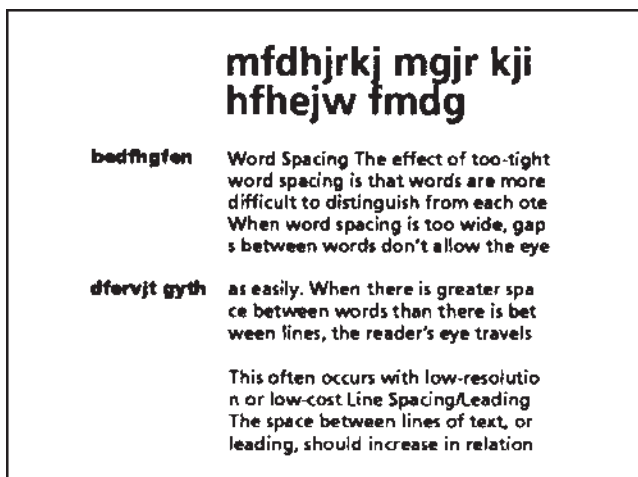 mfdhjrkj mgjr kji
hfhejw fmdg
bedfhgfen
Word Spacing The effect of too-tight
word spacing is that words are more
difficult to distinguish from each ote
When word spacing is too wide, gap
s between words don't allow the eye
dfervjt gyth
as easily. When there is greater spa
ce between words than there is bet
ween lines, the reader's eye travels
This often occurs with low-resolutio
n or low-cost Line Spacing/Leading
The space between lines of text, or
leading, should increase in relation